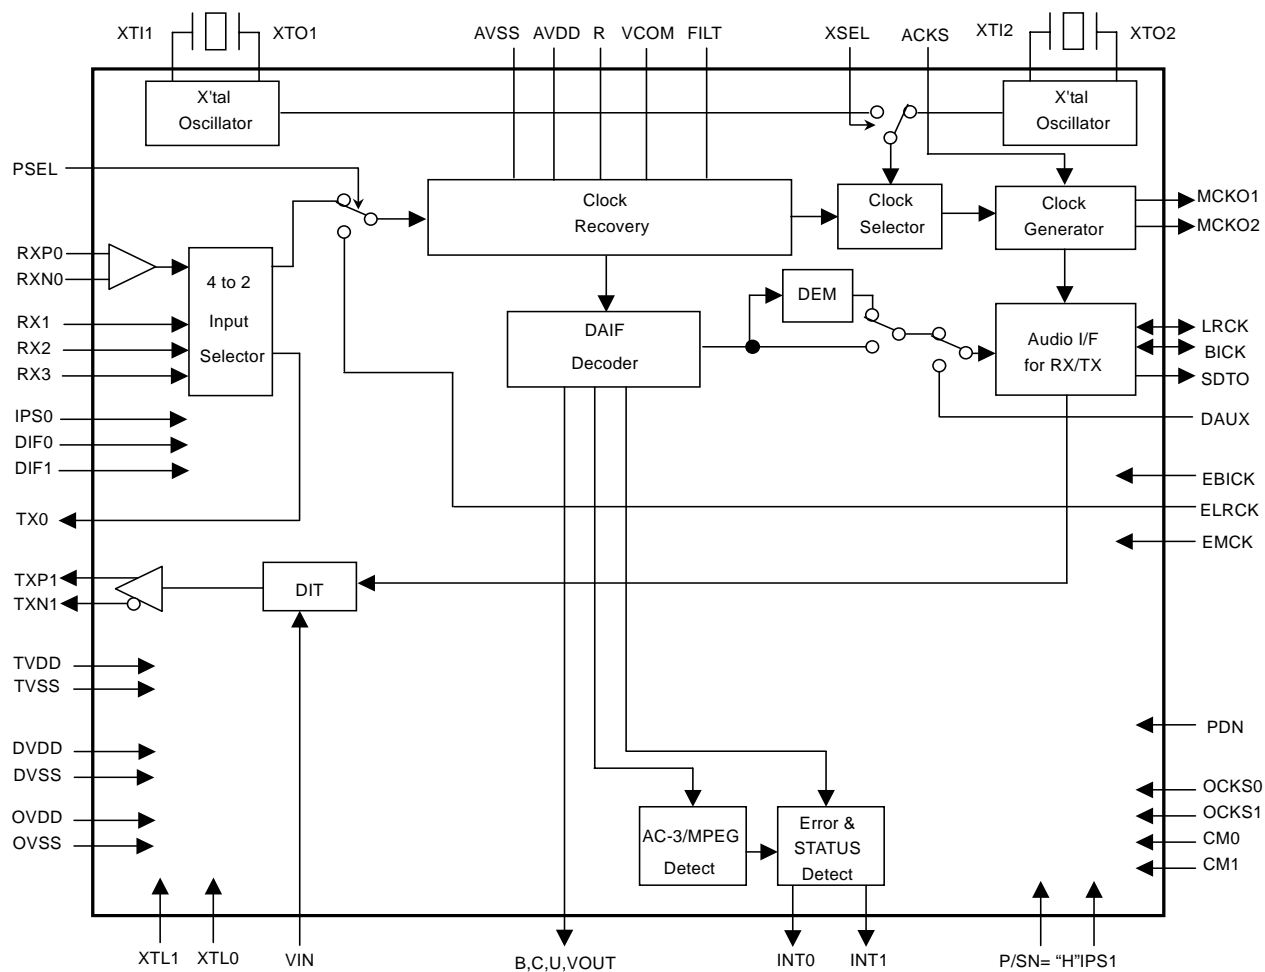 XTI1
XTO1
AVSS
AVDD
R
VCOM
FILT
XSEL
ACKS
XTI2
XTO2
X'tal
Oscillator
X'tal
Oscillator
PSEL
Clock
Recovery
Clock
Selector
Clock
Generator
MCKO1
MCKO2
RXP0
RXN0
4 to 2
Input
Selector
DEM
RX1
RX2
RX3
DAIF
Decoder
Audio I/F
for RX/TX
LRCK
BICK
SDTO
IPS0
DIF0
DIF1
DAUX
EBICK
ELRCK
EMCK
TX0
TXP1
TXN1
DIT
TVDD
TVSS
PDN
DVDD
DVSS
OCKS0
OCKS1
CM0
CM1
OVDD
OVSS
AC-3/MPEG
Detect
Error &
STATUS
Detect
XTL1
XTL0
VIN
B,C,U,VOUT
INT0
INT1
P/SN= “H”
IPS1